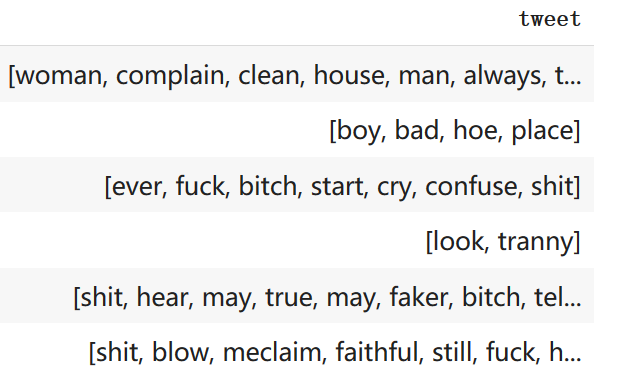 tweet
[woman, complain, clean, house, man, always, t...
[boy, bad, hoe, place]
[ever, fuck, bitch, start, cry, confuse, shit]
[look, tranny]
[shit, hear, may, true, may, faker, bitch, tel...
[shit, blow, meclaim, faithful, still, fuck, h...